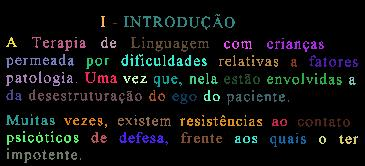 I - INTRODUÇÃO
A Terapia de Linguagem com crianças
permeada por dificuldades relativas a fatores
patologia. Uma vez que, nela estão envolvidas a
da desestruturação do ego do paciente.
Muitas vezes, existem resistências ao contato
psicóticos de defesa, frente aos quais o ter
impotente.